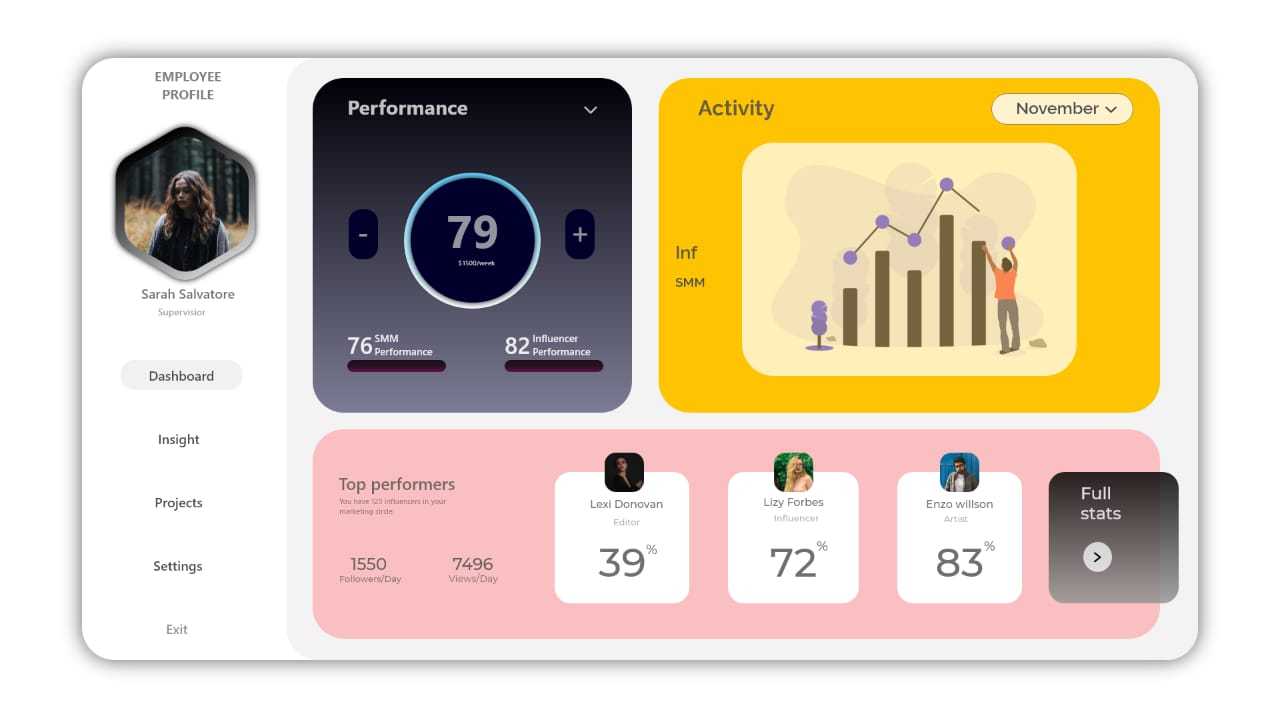 EMPLOYEE
PROFILE
Sarah Salvatore
Supervisior
Dashboard
Insight
Projects
Settings
Exit
Performance
-
79
$1500/week
+
76 SMM
Performance
82 Influencer
Performance
Activity
November
Inf
SMM
Top performers
You have 123 influencers in your
marketing circle.
1550
Followers/Day
7496
Views/Day
Lexi Donovan
Editor
39%
Lizy Forbes
Influencer
72%
Enzo willson
Artist
83%
Full
stats
>